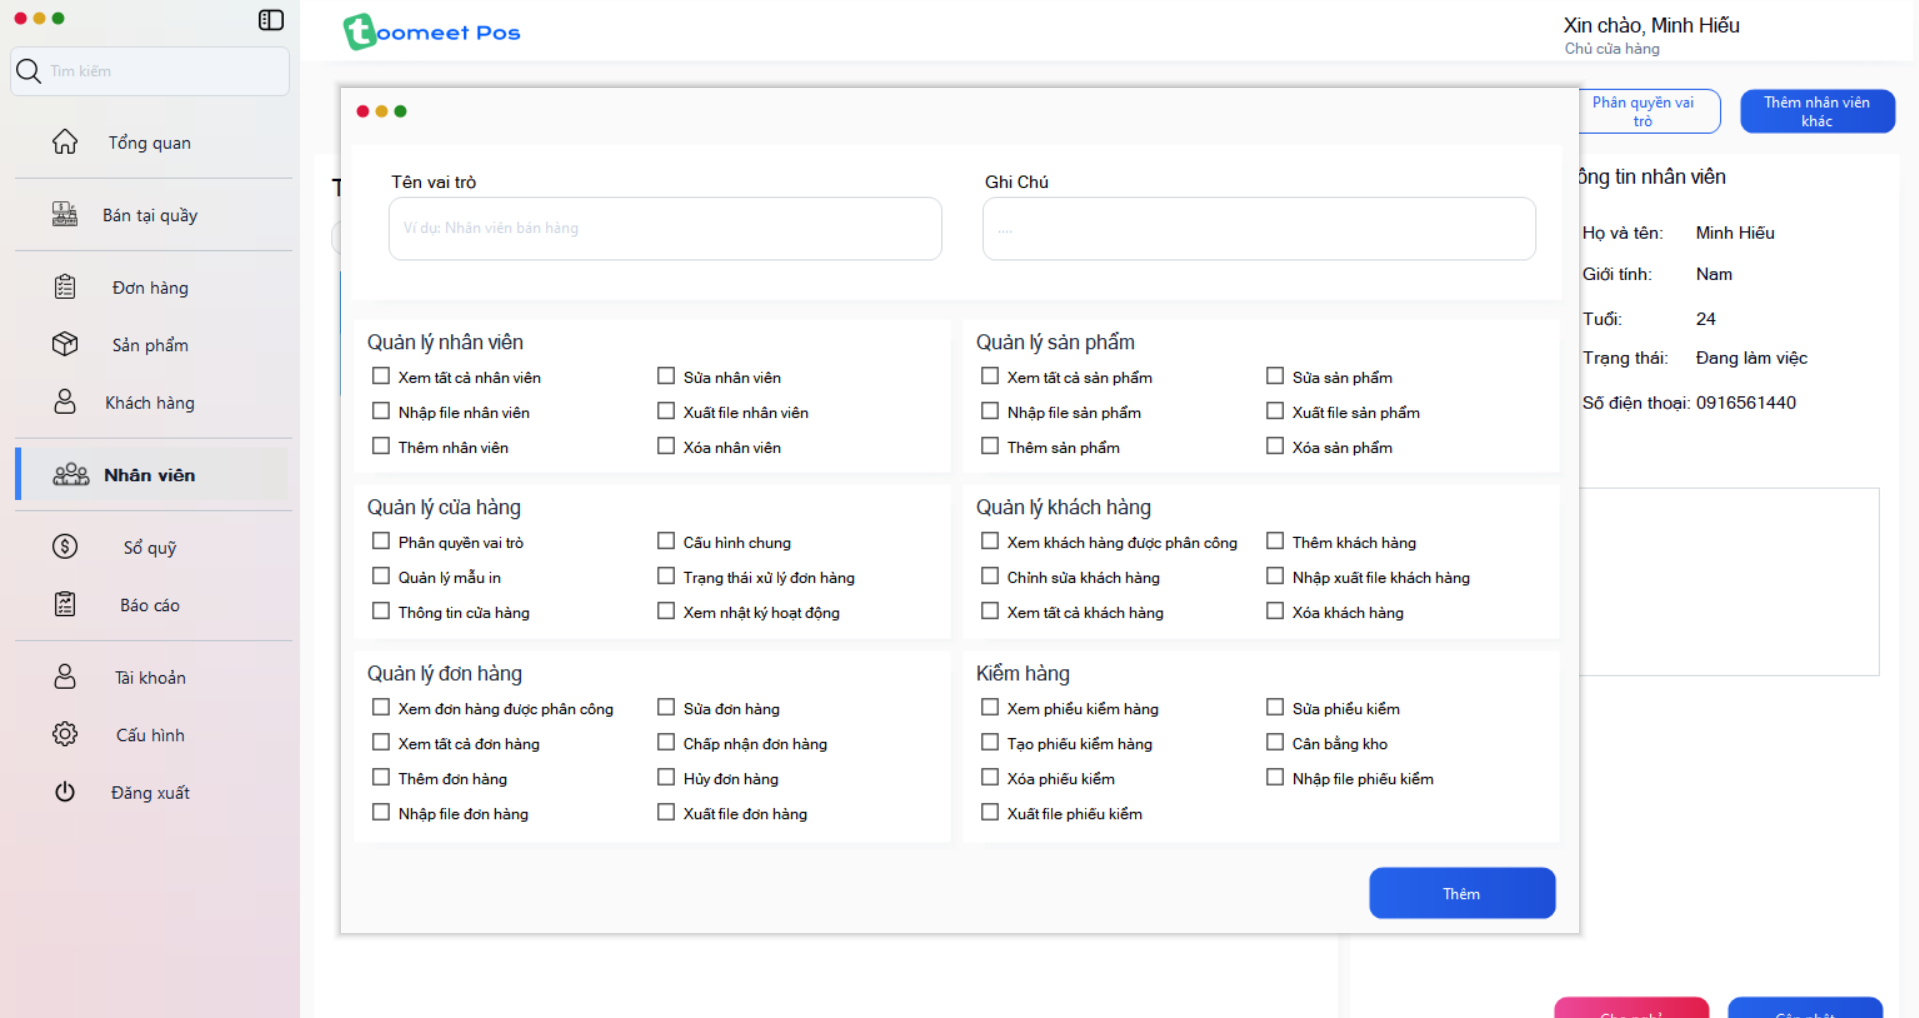 Tìm kiếm
Tổng quan
Bán tại quầy
Đơn hàng
Sản phẩm
Khách hàng
Nhân viên
Sổ quỹ
Báo cáo
Tài khoản
Cấu hình
Đăng xuất
toomeet Pos
Xin chào, Minh Hiếu
Chủ cửa hàng
Phân quyền vai
trò
Thêm nhân viên
khác
Tên vai trò
Ví dụ: Nhân viên bán hàng
Ghi Chú
....
Quản lý nhân viên
Xem tất cả nhân viên
Sửa nhân viên
Nhập file nhân viên
Xuất file nhân viên
Thêm nhân viên
Xóa nhân viên
Quản lý sản phẩm
Xem tất cả sản phẩm
Sửa sản phẩm
Nhập file sản phẩm
Xuất file sản phẩm
Thêm sản phẩm
Xóa sản phẩm
Quản lý cửa hàng
Phân quyền vai trò
Cấu hình chung
Quản lý mẫu in
Trạng thái xử lý đơn hàng
Thông tin cửa hàng
Xem nhật ký hoạt động
Quản lý khách hàng
Xem khách hàng được phân công
Thêm khách hàng
Chỉnh sửa khách hàng
Nhập xuất file khách hàng
Xem tất cả khách hàng
Xóa khách hàng
Quản lý đơn hàng
Xem đơn hàng được phân công
Sửa đơn hàng
Xem tất cả đơn hàng
Chấp nhận đơn hàng
Thêm đơn hàng
Hủy đơn hàng
Nhập file đơn hàng
Xuất file đơn hàng
Kiểm hàng
Xem phiếu kiểm hàng
Sửa phiếu kiểm
Tạo phiếu kiểm hàng
Cân bằng kho
Xóa phiếu kiểm
Nhập file phiếu kiểm
Xuất file phiếu kiểm
Thêm
ông tin nhân viên
Họ và tên: Minh Hiếu
Giới tính: Nam
Tuổi: 24
Trạng thái: Đang làm việc
Số điện thoại: 0916561440